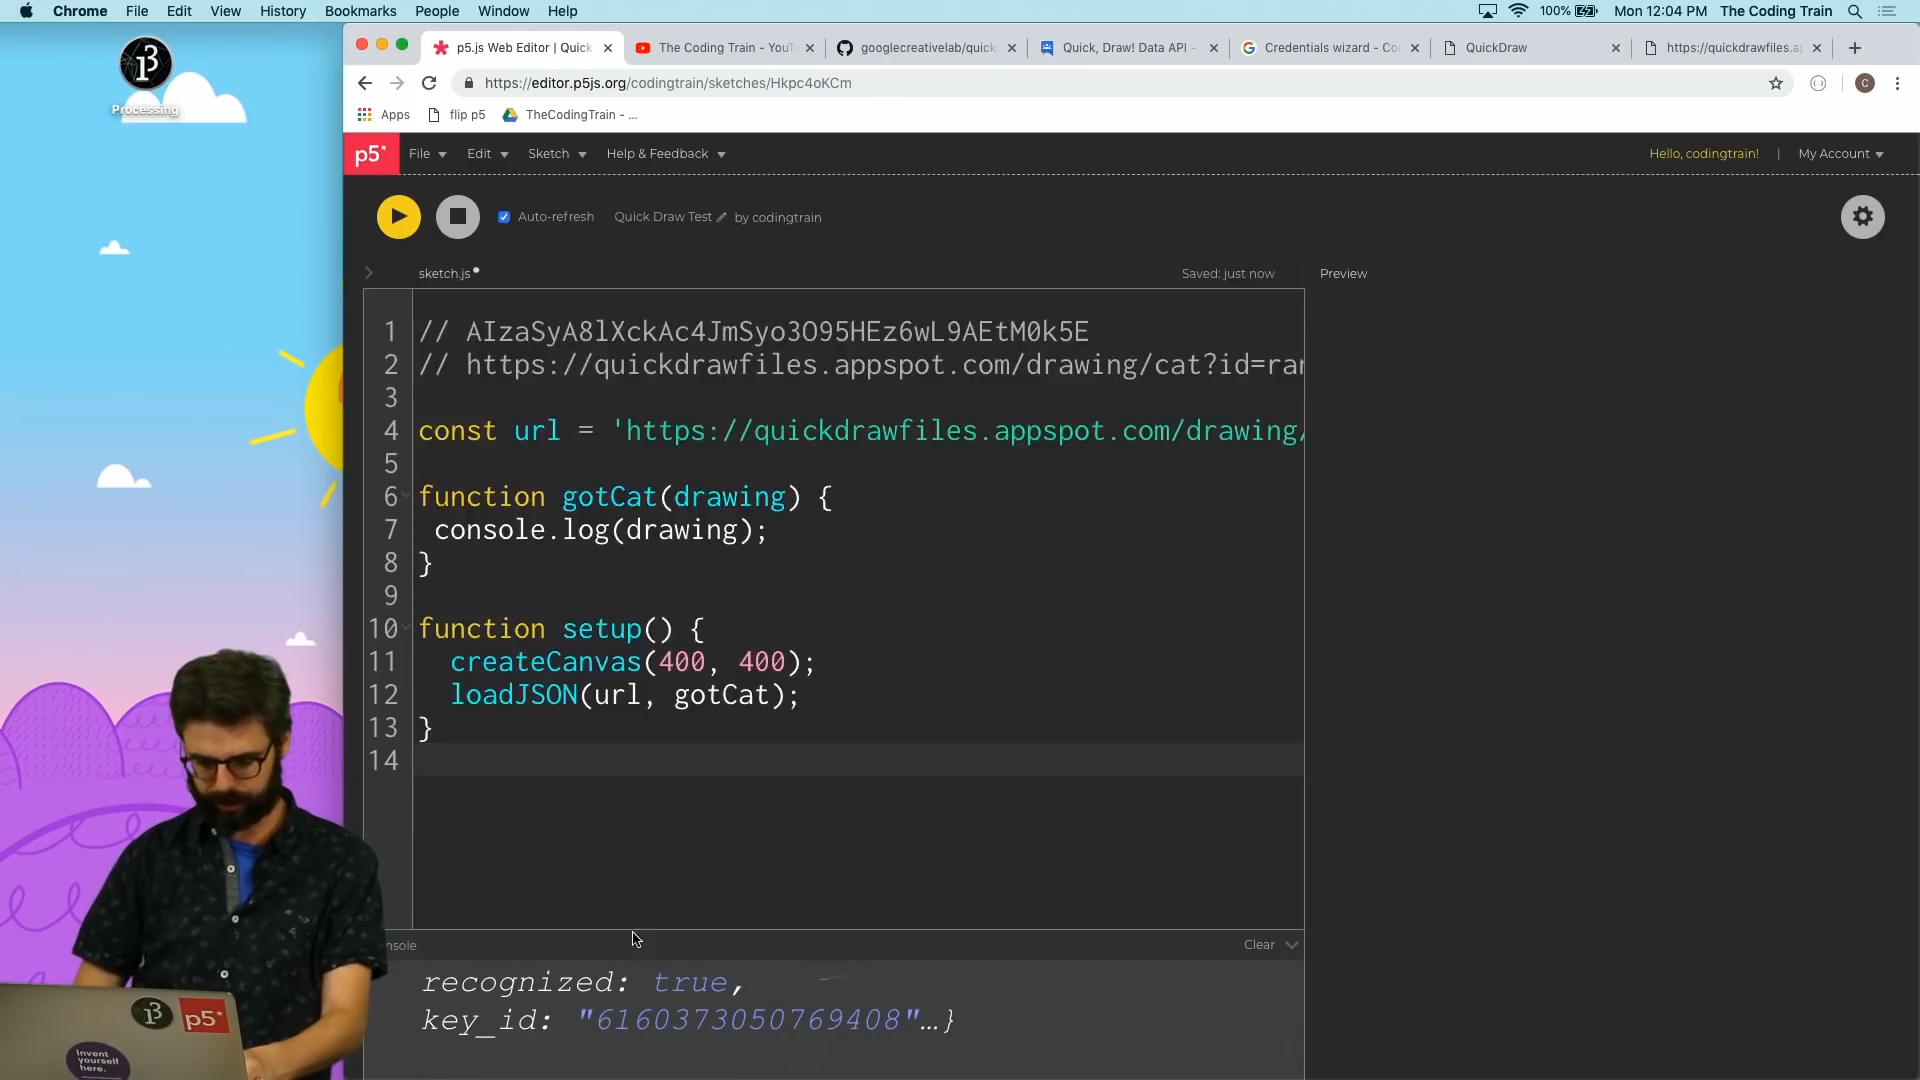 Chrome File Edit View History Bookmarks People Window Help 100% Mon 12:04 PM The Coding Train
Processing
p5.js Web Editor | Quick
The Coding Train - YouT
googlecreativelab/quick
Quick, Draw! Data API -
Credentials wizard - Co
QuickDraw
https://quickdrawfiles.a
https://editor.p5js.org/codingtrain/sketches/Hkpc4oKCm
Apps flip p5 TheCodingTrain - ...
p5* File Edit Sketch Help & Feedback Hello, codingtrain! | My Account
Auto-refresh Quick Draw Test by codingtrain
sketch.js Saved: just now Preview
1 // AIzaSyA8lXckAc4JmSyo3O95HEz6wL9AEtM0k5E
2 // https://quickdrawfiles.appspot.com/drawing/cat?id=ran
3
4 const url = 'https://quickdrawfiles.appspot.com/drawing/
5
6 function gotCat(drawing) {
7 console.log(drawing);
8 }
9
10 function setup() {
11 createCanvas(400, 400);
12 loadJSON(url, gotCat);
13 }
14
nsole Clear
recognized: true,
key_id: "6160373050769408"…}
p5*
Invent
yourself
here.